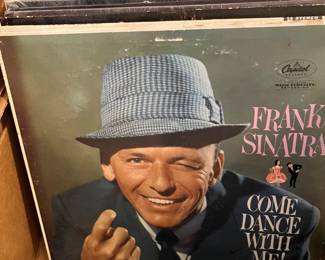 Capitol
FRANK
SINATRA
COME
DANCE
WITH
ME!